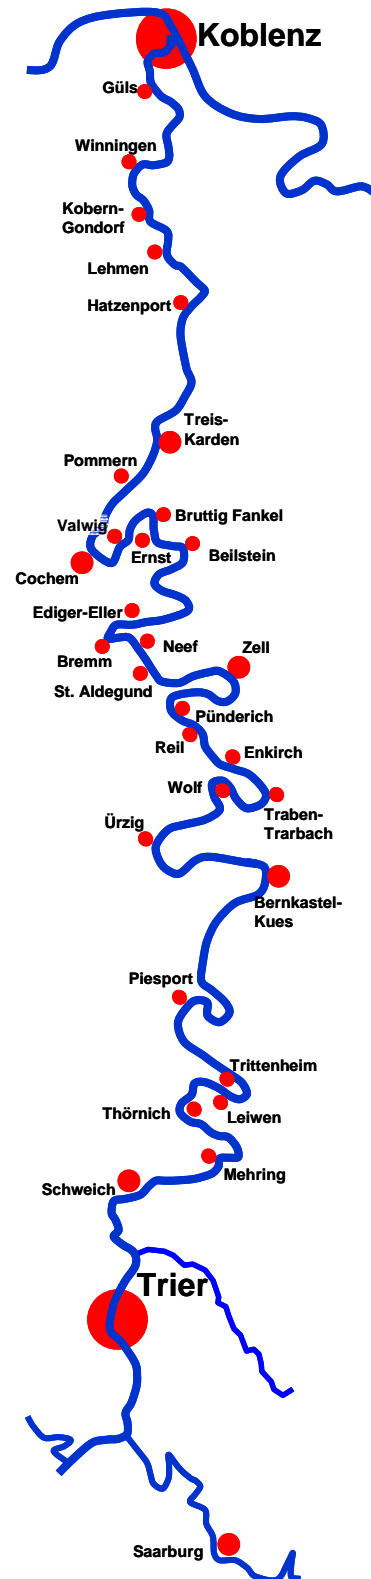 Koblenz
Güls
Winningen
Kobern-
Gondorf
Lehmen
Hatzenport
Treis-
Karden
Pommern
Bruttig Fankel
Valwig
Ernst
Beilstein
Cochem
Ediger-Eller
Neef
Zell
Bremm
St. Aldegund
Pünderich
Reil
Enkirch
Wolf
Traben-
Trarbach
Ürzig
Bernkastel-
Kues
Piesport
Trittenheim
Thörnich
Leiwen
Mehring
Schweich
Trier
Saarburg